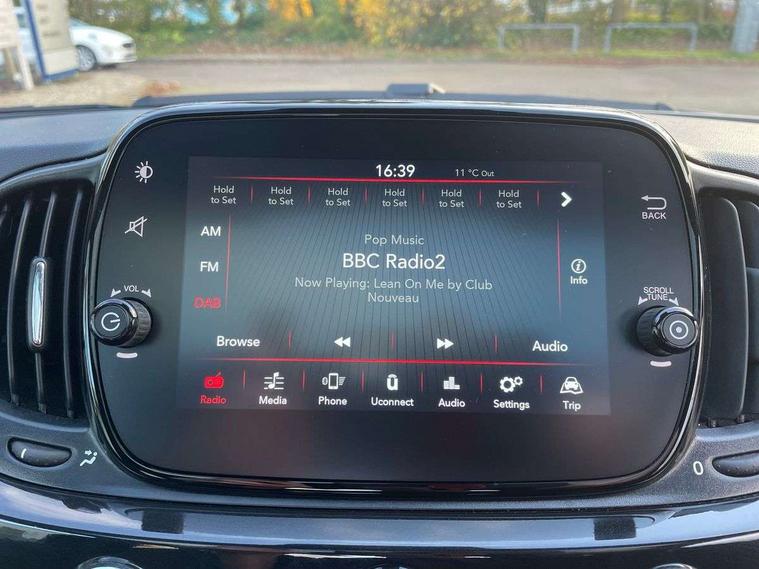 16:39
11 °C Out
Hold to Set
Hold to Set
Hold to Set
Hold to Set
Hold to Set
Hold to Set
AM
FM
DAB
Pop Music
BBC Radio2
Now Playing: Lean On Me by Club
Nouveau
Info
BACK
VOL
SCROLL
TUNE
Browse
Audio
Radio
Media
Phone
Uconnect
Audio
Settings
Trip
0